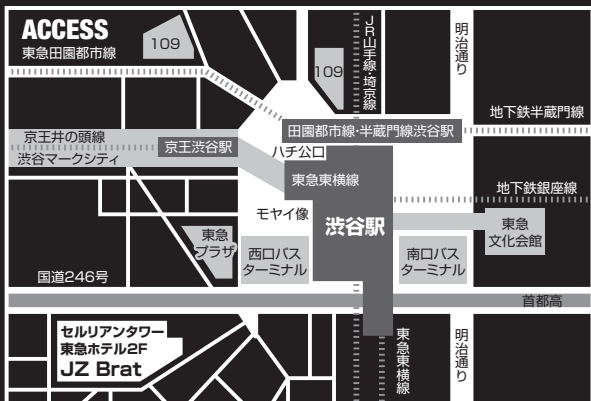 ACCESS
東急田園都市線
109
109
JR山手線・埼京線
明治通り
地下鉄半蔵門線
田園都市線・半蔵門線渋谷駅
京王井の頭線
京王渋谷駅
渋谷マークシティ
ハチ公口
東急東横線
地下鉄銀座線
モヤイ像
渋谷駅
東急
プラザ
西口バス
ターミナル
南口バス
ターミナル
東急
文化会館
国道246号
首都高
セルリアンタワー
東急ホテル2F
JZ Brat
東急東横線
明治通り